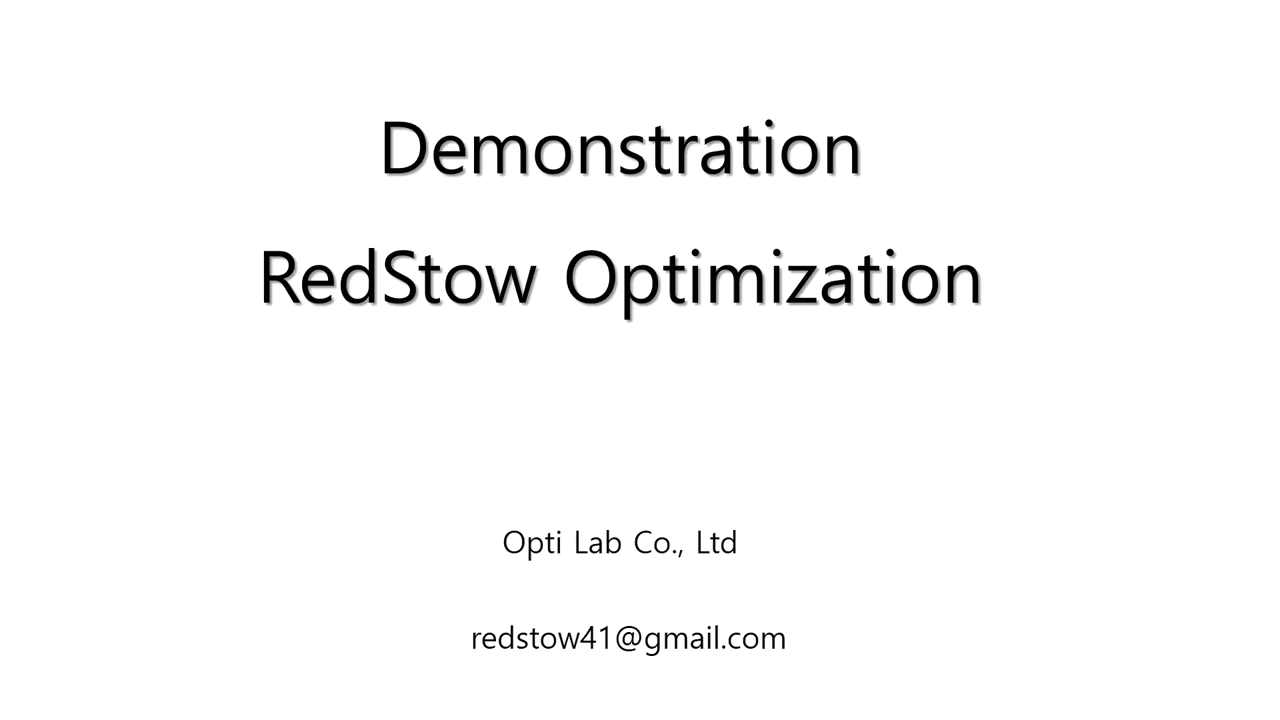 Demonstration
RedStow Optimization
Opti Lab Co., Ltd
redstow41@gmail.com